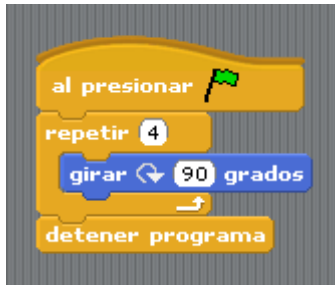 al presionar
repetir 4
girar 90 grados
detener programa